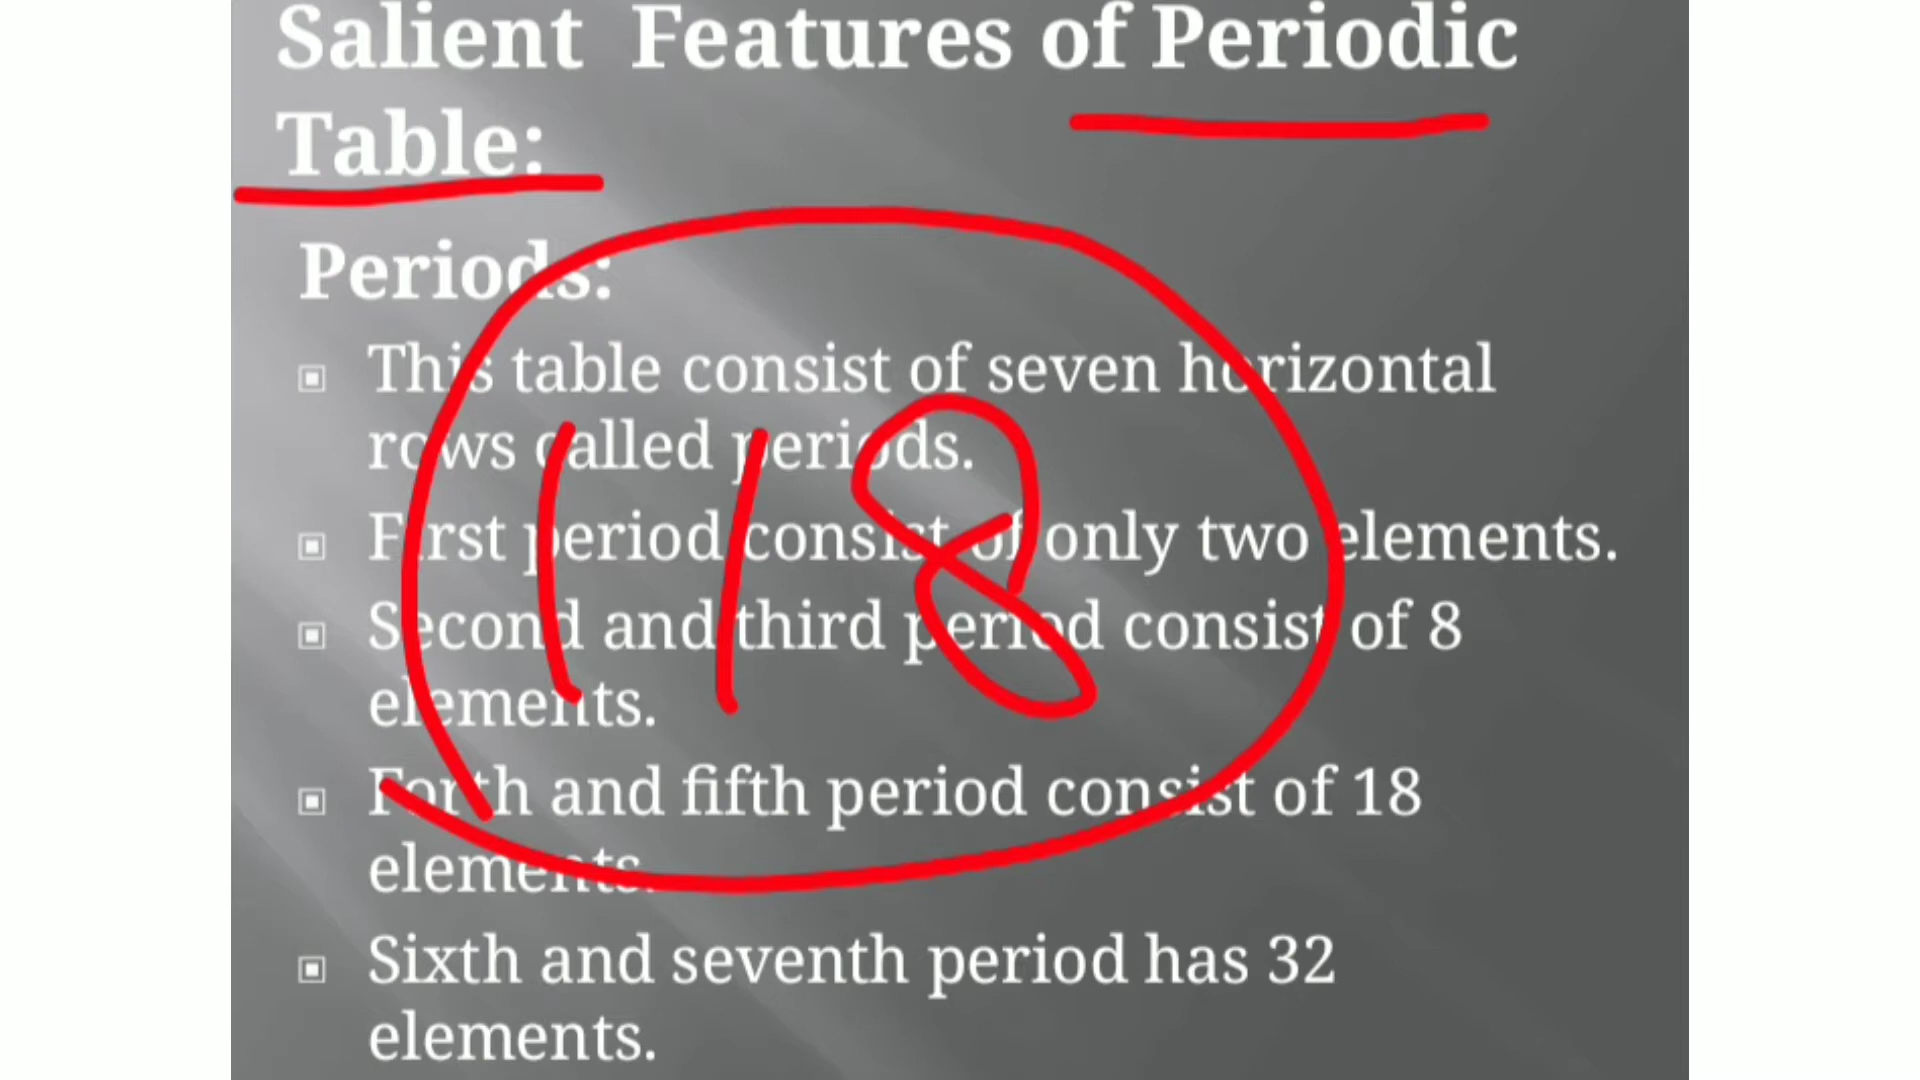 Salient Features of Periodic
Table:
Periods:
This table consist of seven horizontal
rows called periods.
First period consist of only two elements.
Second and third period consist of 8
elements.
Forth and fifth period consist of 18
elements.
Sixth and seventh period has 32
elements.
118